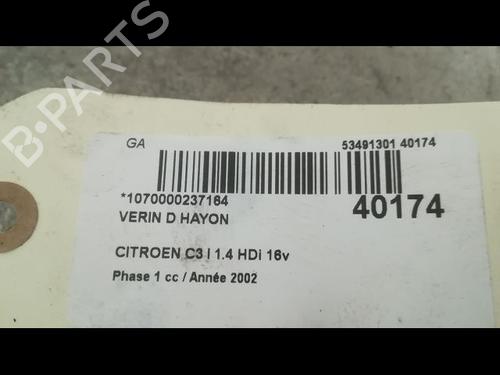 B-PARTS
GA
53491301 40174
*1070000237164
40174
VERIN D HAYON
CITROEN C3 I 1.4 HDi 16v
Phase 1 cc / Année 2002